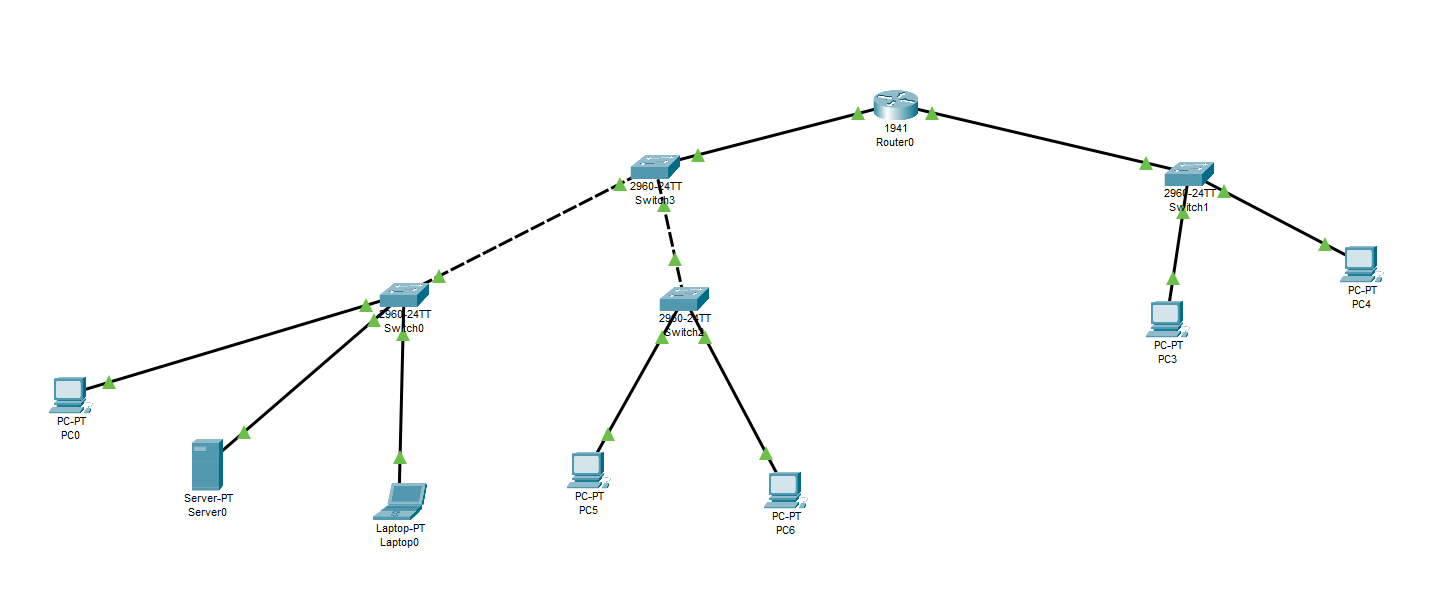 1941
Router0
2960-24TT
Switch3
2960-24TT
Switch1
PC-PT
PC4
2960-24TT
Switch0
2960-24TT
Switch2
PC-PT
PC3
PC-PT
PC0
Server-PT
Server0
Laptop-PT
Laptop0
PC-PT
PC5
PC-PT
PC6